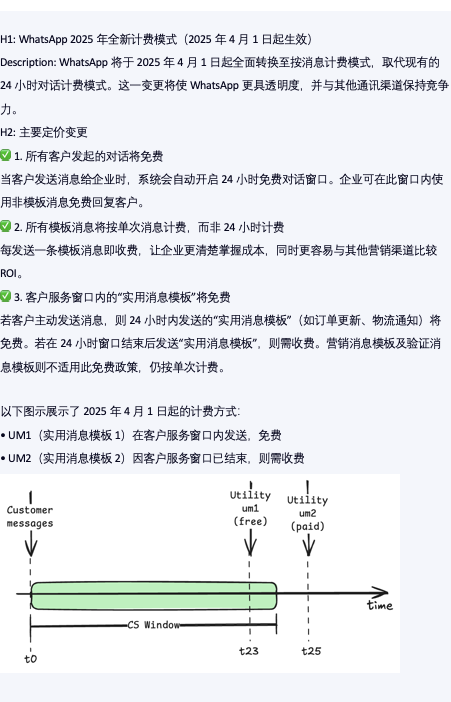 H1: WhatsApp 2025 年全新计费模式（2025 年 4 月 1 日起生效）
Description: WhatsApp 将于 2025 年 4 月 1 日起全面转换至按消息计费模式，取代现有的
24 小时对话计费模式。这一变更将使 WhatsApp 更具透明度，并与其他通讯渠道保持竞争
力。
H2: 主要定价变更
✅ 1. 所有客户发起的对话将免费
当客户发送消息给企业时，系统会自动开启 24 小时免费对话窗口。企业可在此窗口内使
用非模板消息免费回复客户。
✅ 2. 所有模板消息将按单次消息计费，而非 24 小时计费
每发送一条模板消息即收费，让企业更清楚掌握成本，同时更容易与其他营销渠道比较
ROI。
✅ 3. 客户服务窗口内的“实用消息模板”将免费
若客户主动发送消息，则 24 小时内发送的“实用消息模板”（如订单更新、物流通知）将
免费。若在 24 小时窗口结束后发送“实用消息模板”，则需收费。营销消息模板及验证消
息模板则不适用此免费政策，仍按单次计费。
以下图示展示了 2025 年 4 月 1 日起的计费方式：
• UM1（实用消息模板 1）在客户服务窗口内发送，免费
• UM2（实用消息模板 2）因客户服务窗口已结束，则需收费
Customer
messages
Utility
um1
(free)
Utility
um2
(paid)
time
CS Window
t0
t23
t25